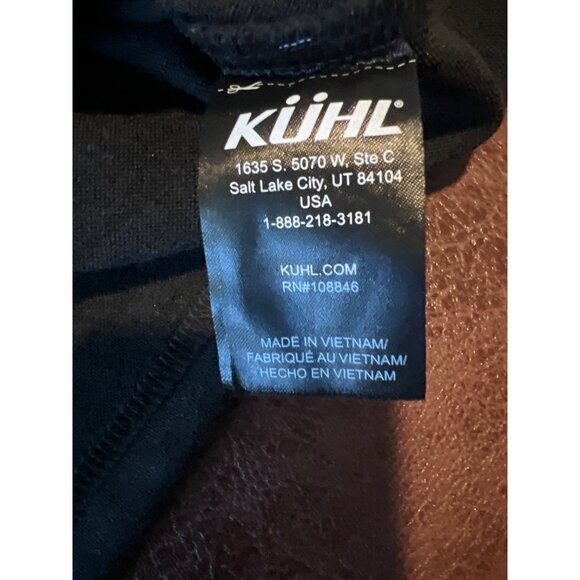 KÜHL®
1635 S. 5070 W, Ste C
Salt Lake City, UT 84104
USA
1-888-218-3181
KUHL.COM
RN#108846
MADE IN VIETNAM/
FABRIQUÉ AU VIETNAM/
HECHO EN VIETNAM